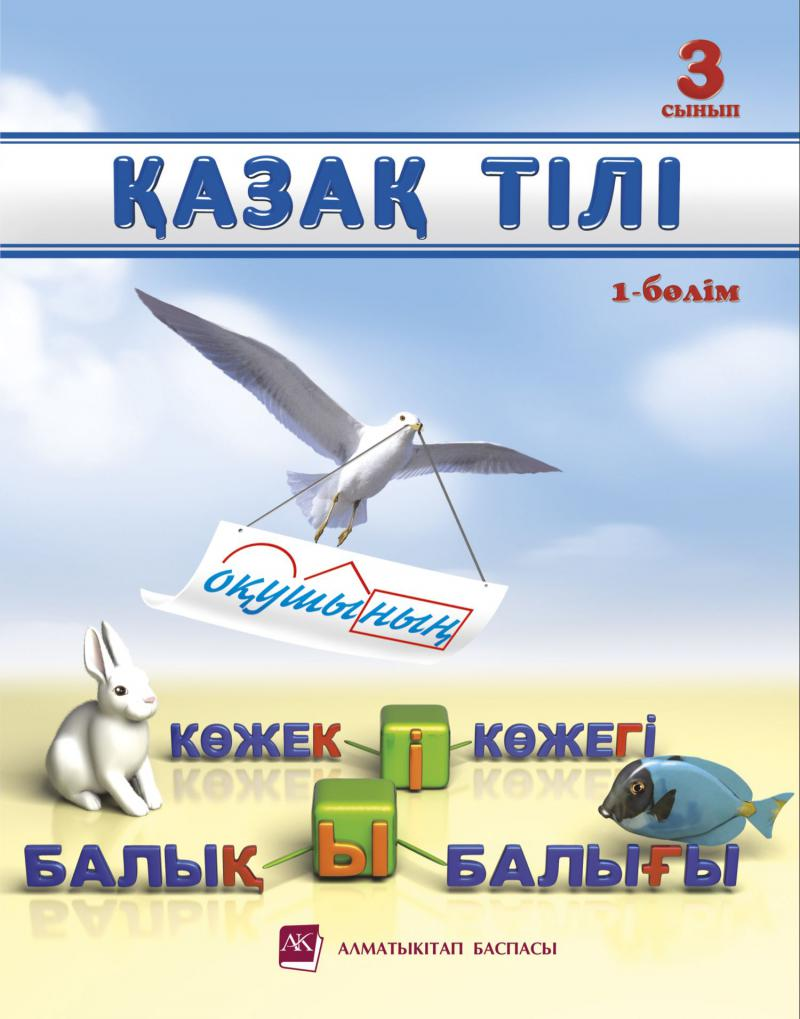 3
СЫНЫП
ҚАЗАҚ ТІЛІ
1-бөлім
оқушының
КӨЖЕК і КӨЖЕГі
БАЛЫҚ Ы БАЛЫҒЫ
АК АЛМАТЫКІТАП БАСПАСЫ